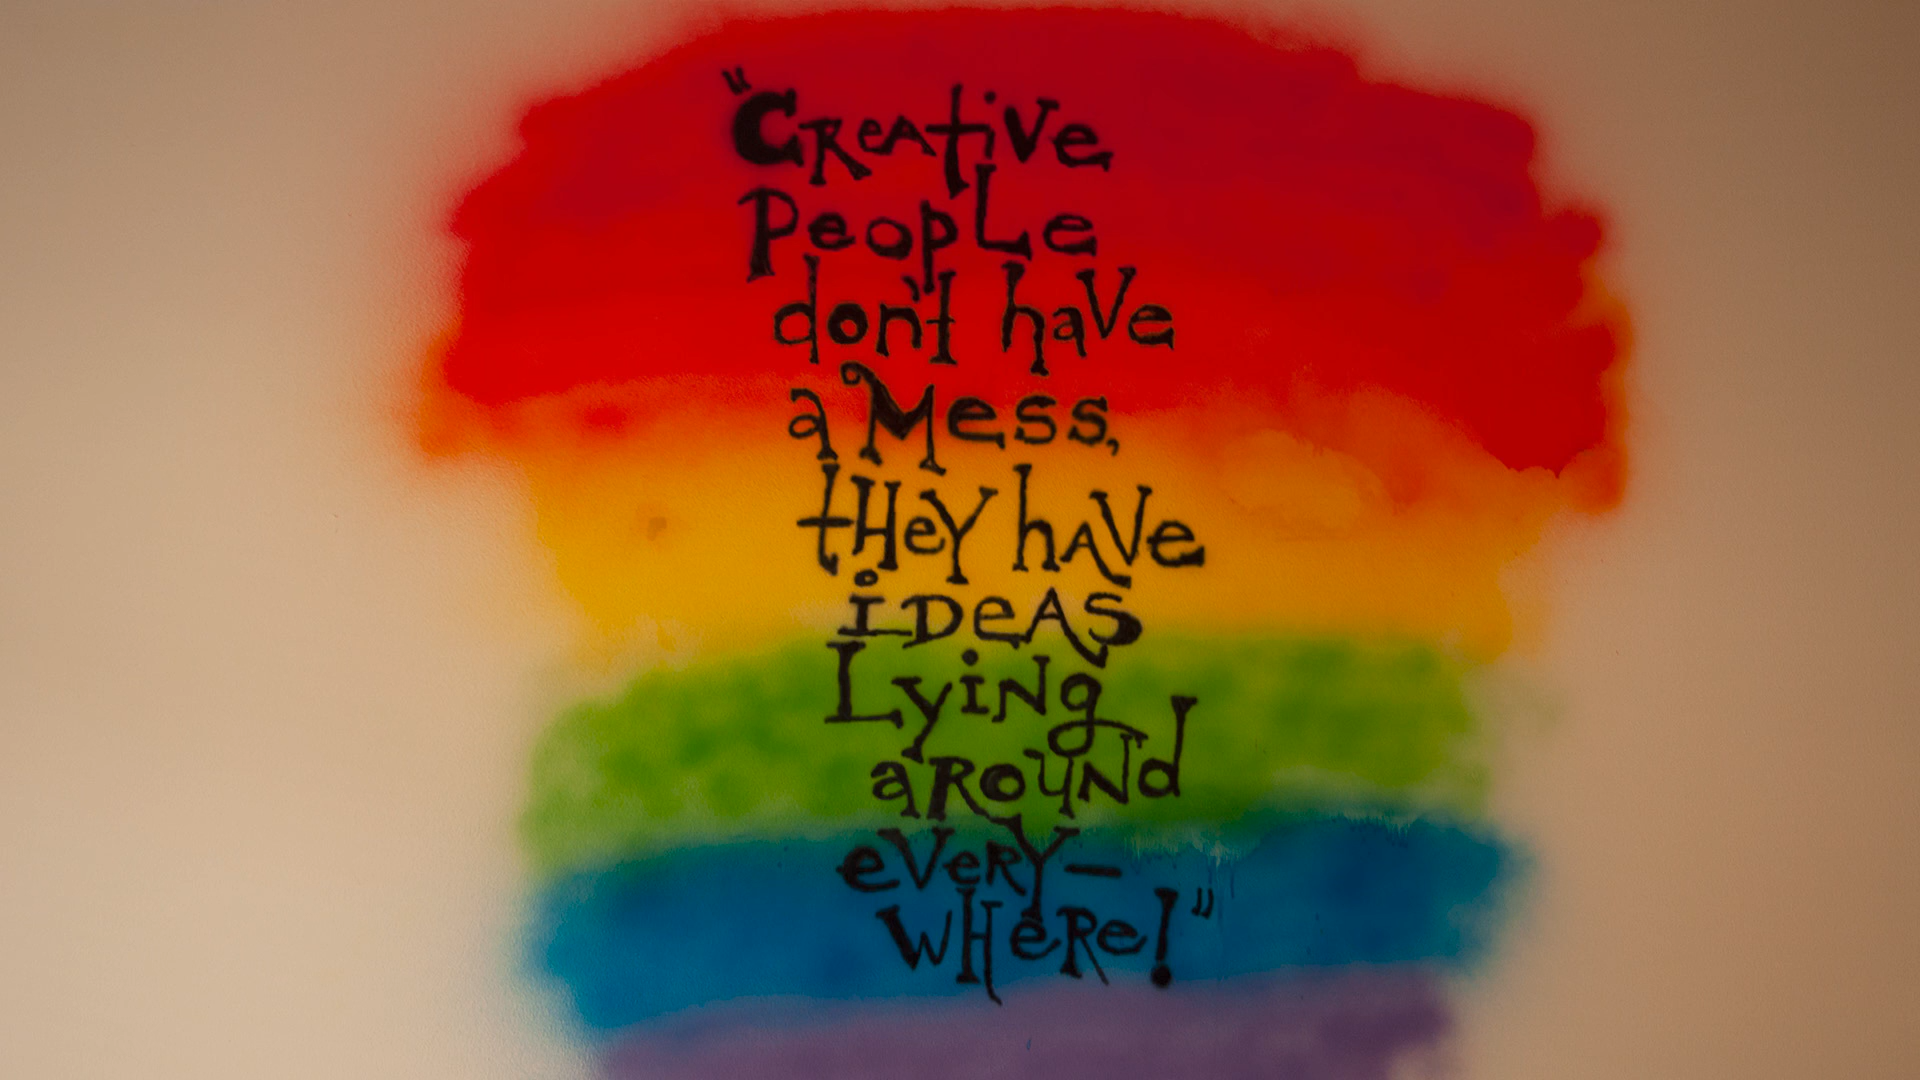 "Creative
People
don't have
a Mess,
tHey hAVe
iDeAS
Lying
aRouND
eVeRY-
wHeRe!"